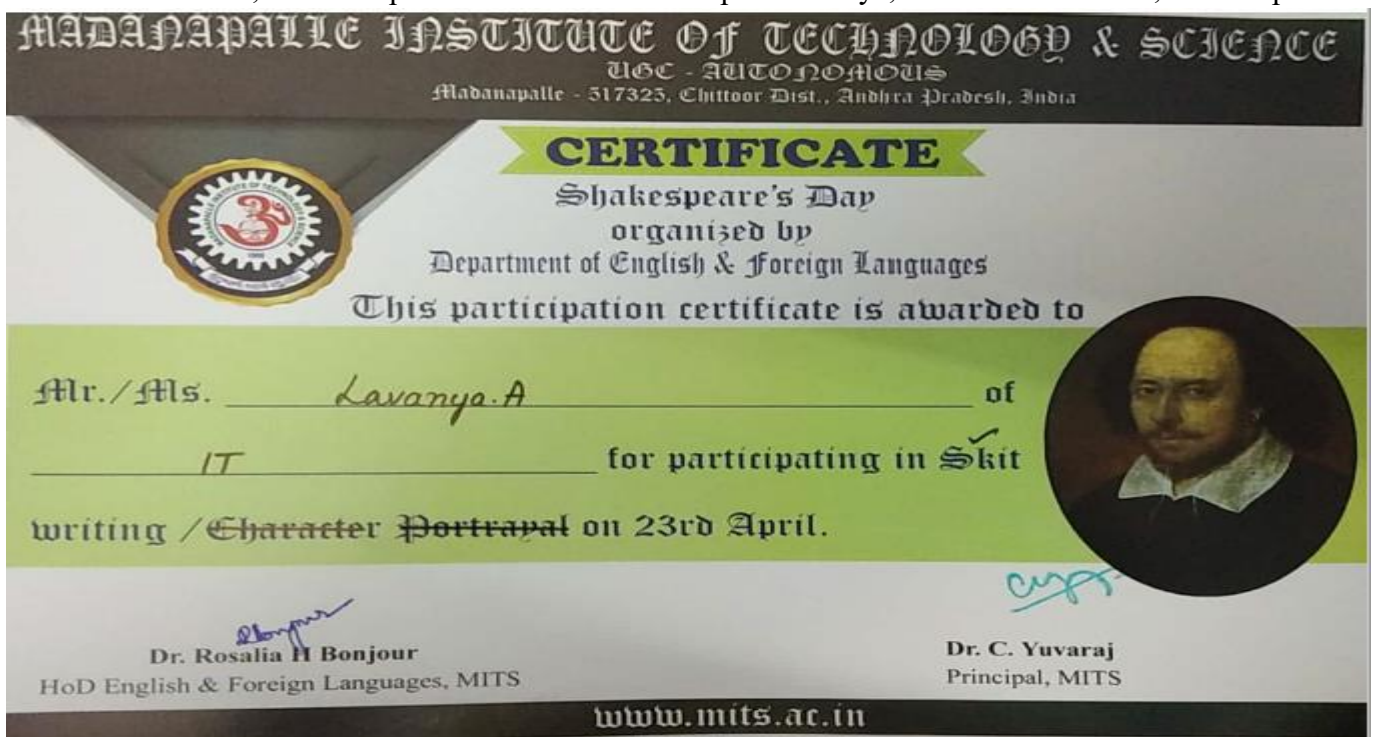 MADANAPALLE INSTITUTE OF TECHNOLOGY & SCIENCE
UGC - AUTONOMOUS
Madanapalle - 517325, Chittoor Dist., Andhra Pradesh, India
CERTIFICATE
Shakespeare's Day
organized by
Department of English & Foreign Languages
This participation certificate is awarded to
Mr./Ms. Lavanya.A of
IT for participating in Skit
writing / Character Portrayal on 23rd April.
Dr. Rosalia H Bonjour
HoD English & Foreign Languages, MITS
Dr. C. Yuvaraj
Principal, MITS
www.mits.ac.in